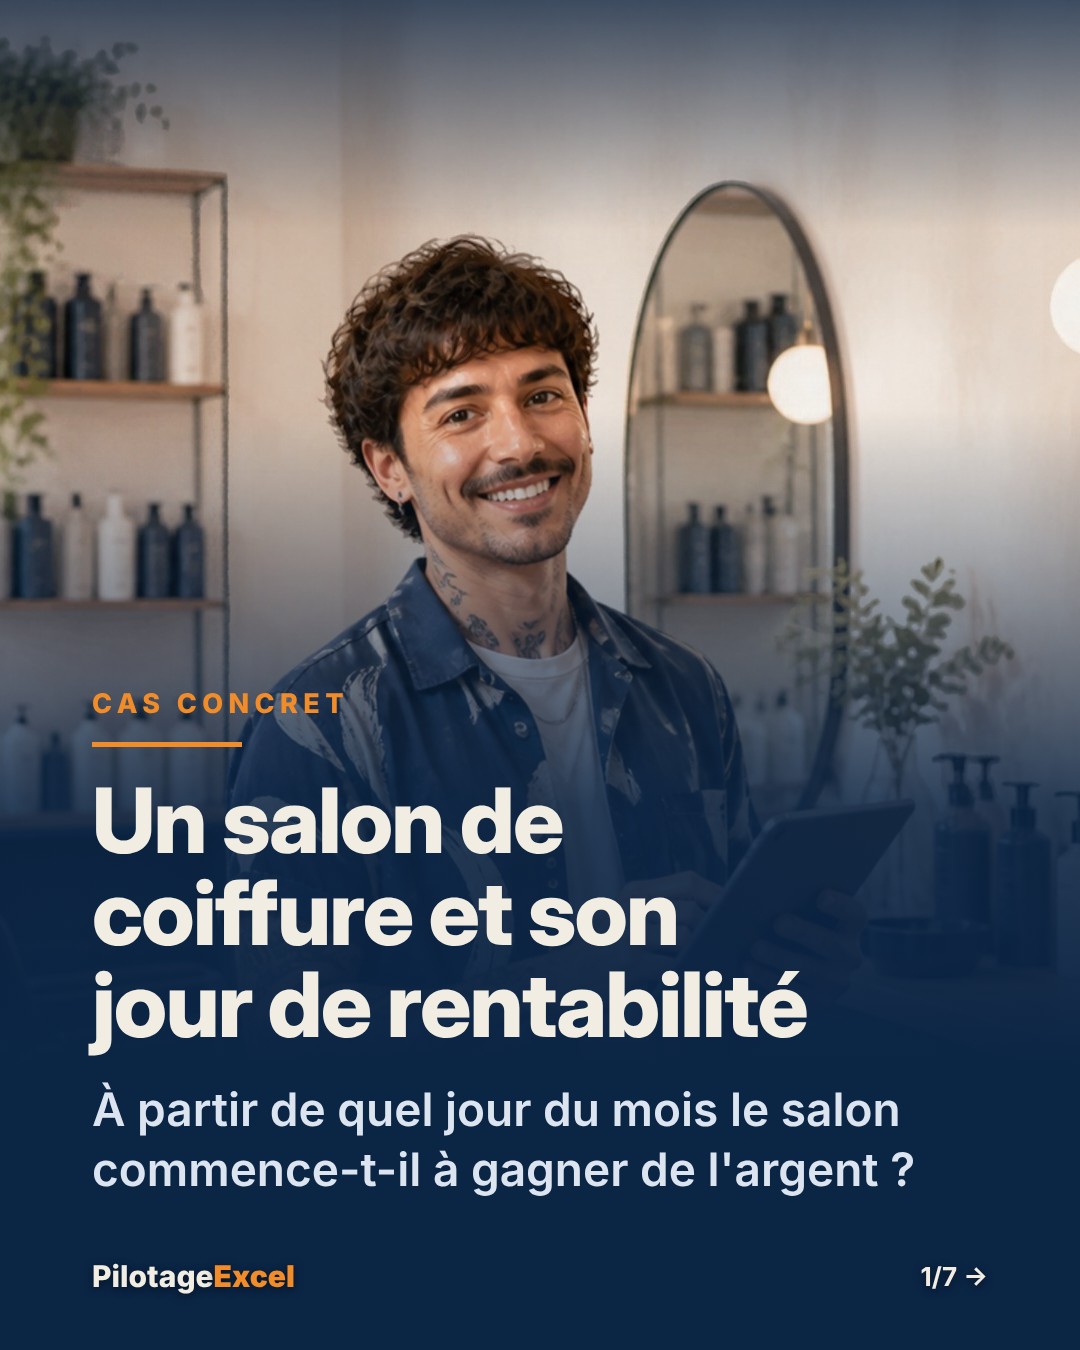 CAS CONCRET
Un salon de
coiffure et son
jour de rentabilité
À partir de quel jour du mois le salon
commence-t-il à gagner de l'argent ?
PilotageExcel
1/7 →